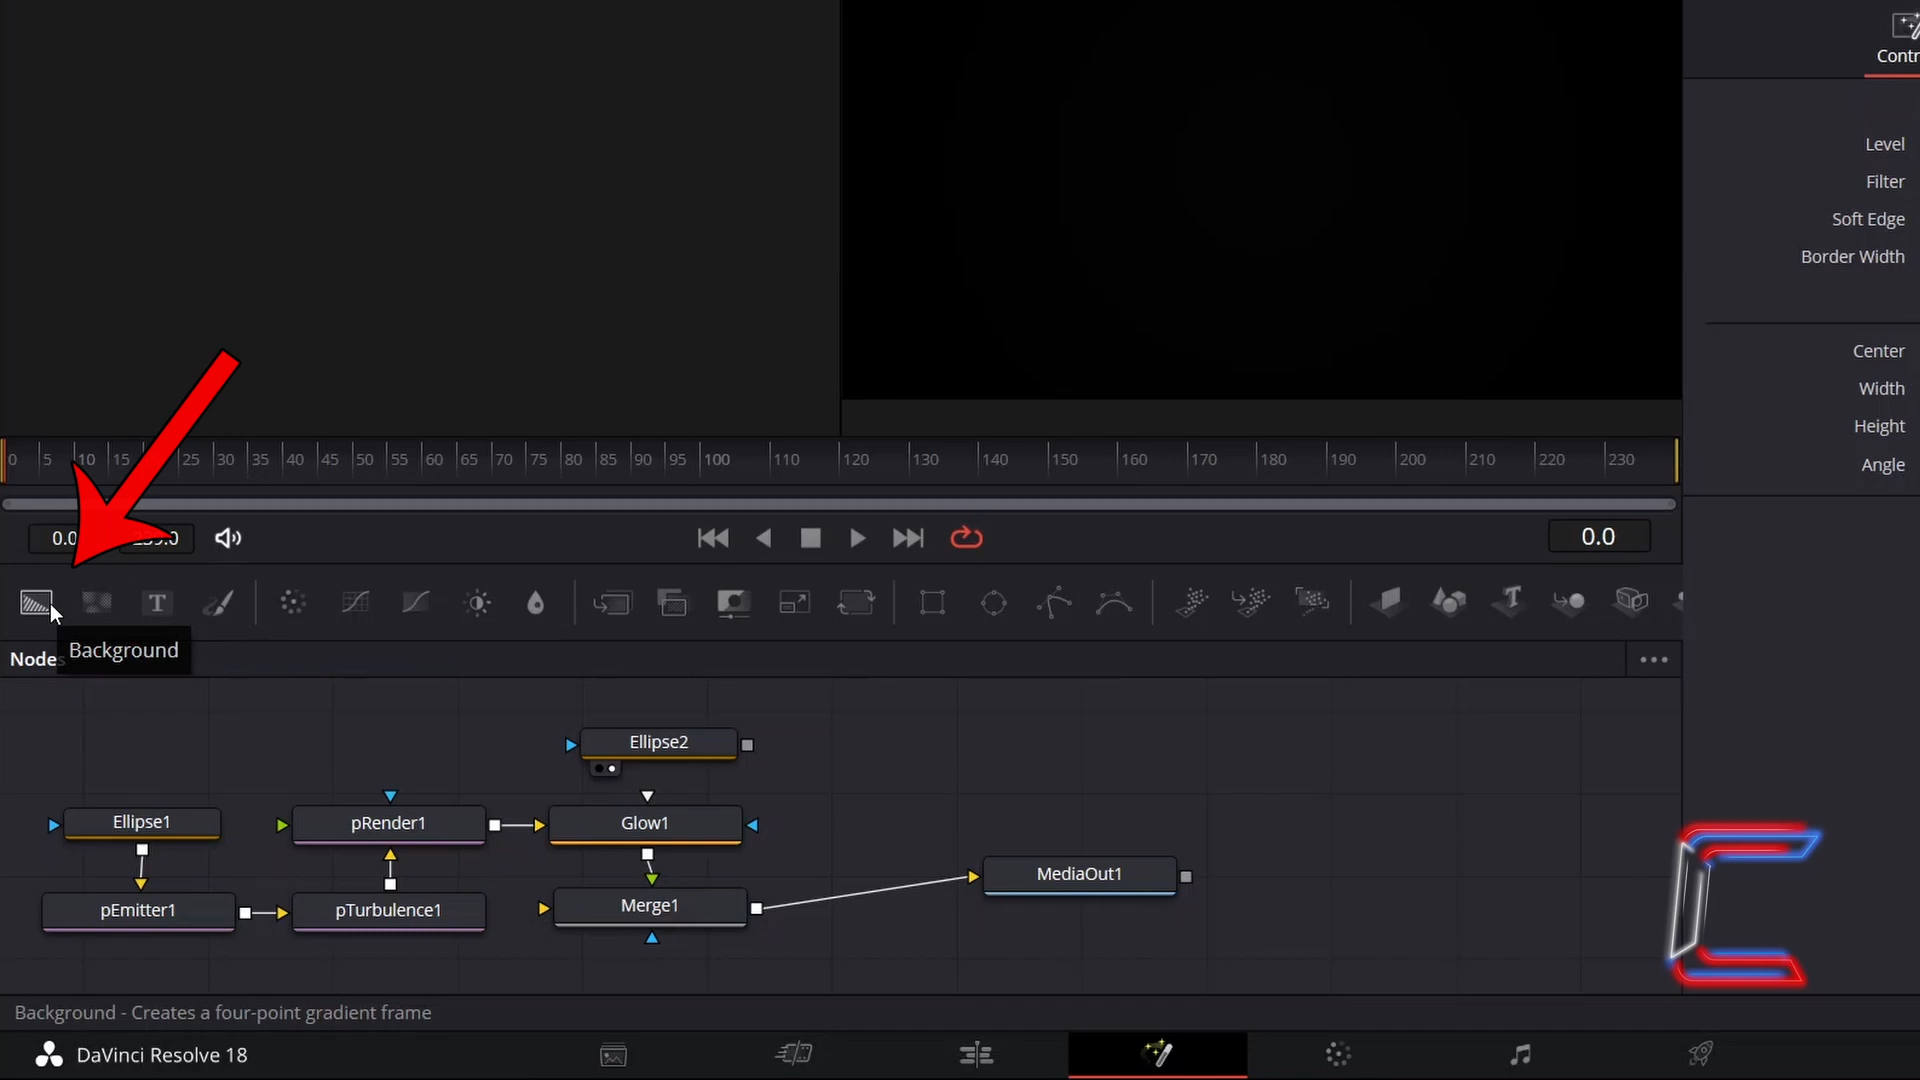 Contr
Level
Filter
Soft Edge
Border Width
Center
Width
Height
Angle
0 5 10 15 25 30 35 40 45 50 55 60 65 70 75 80 85 90 95 100 110 120 130 140 150 160 170 180 190 200 210 220 230
0.0
0.0
T
Background
Nodes
Ellipse2
Ellipse1
pRender1
Glow1
MediaOut1
pEmitter1
pTurbulence1
Merge1
Background - Creates a four-point gradient frame
DaVinci Resolve 18